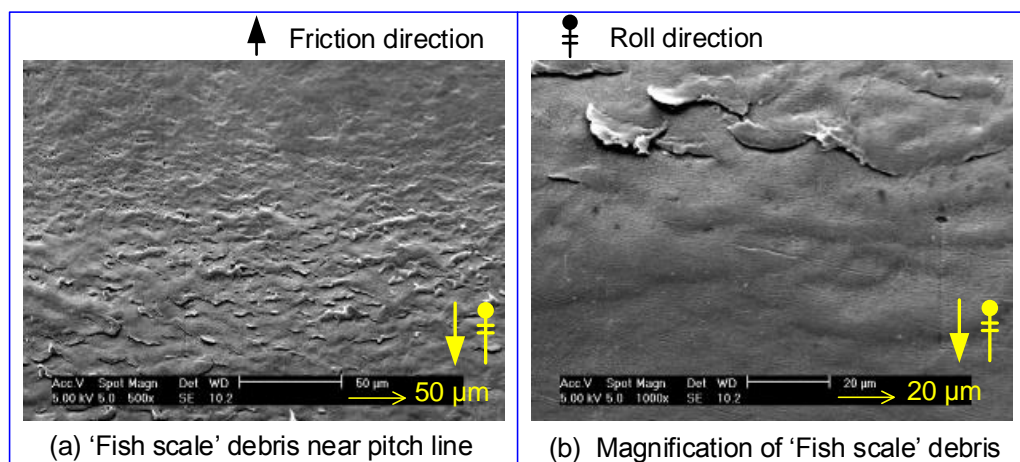 Friction direction
Roll direction
Acc.V Spot Magn Det WD 50 µm
5.00 kV 5.0 500x SE 10.2 50 µm
Acc.V Spot Magn Det WD 20 µm
5.00 kV 5.0 1000x SE 10.2 20 µm
(a) ‘Fish scale’ debris near pitch line
(b) Magnification of ‘Fish scale’ debris